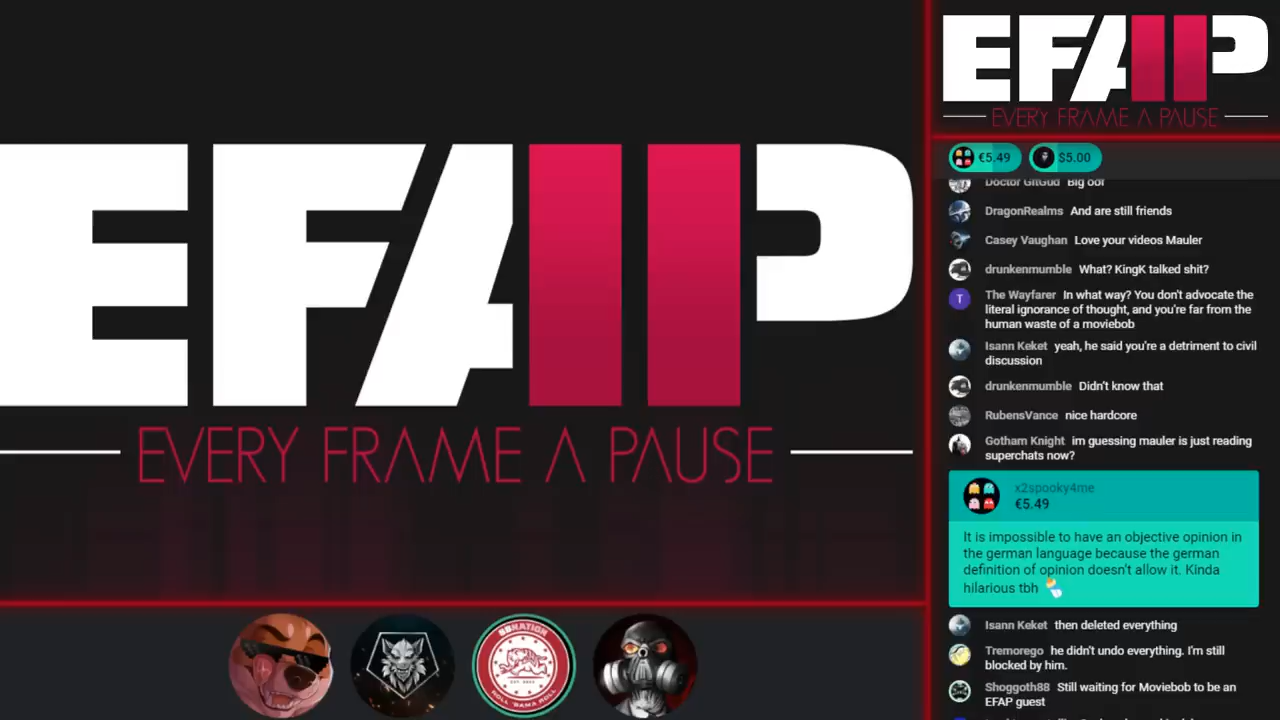 EFAP
EVERY FRAME A PAUSE
BBNATION
ROLL 'BAMA ROLL
EFAP
EVERY FRAME A PAUSE
€5.49
$5.00
Doctor GitGud Big oof
DragonRealms And are still friends
Casey Vaughan Love your videos Mauler
drunkenmumble What? KingK talked shit?
T
The Wayfarer In what way? You don't advocate the
literal ignorance of thought, and you're far from the
human waste of a moviebob
Isann Keket yeah, he said you're a detriment to civil
discussion
drunkenmumble Didn't know that
RubensVance nice hardcore
Gotham Knight im guessing mauler is just reading
superchats now?
x2spooky4me
€5.49
It is impossible to have an objective opinion in
the german language because the german
definition of opinion doesn't allow it. Kinda
hilarious tbh
Isann Keket then deleted everything
Tremorego he didn't undo everything. I'm still
blocked by him.
Shoggoth88 Still waiting for Moviebob to be an
EFAP guest